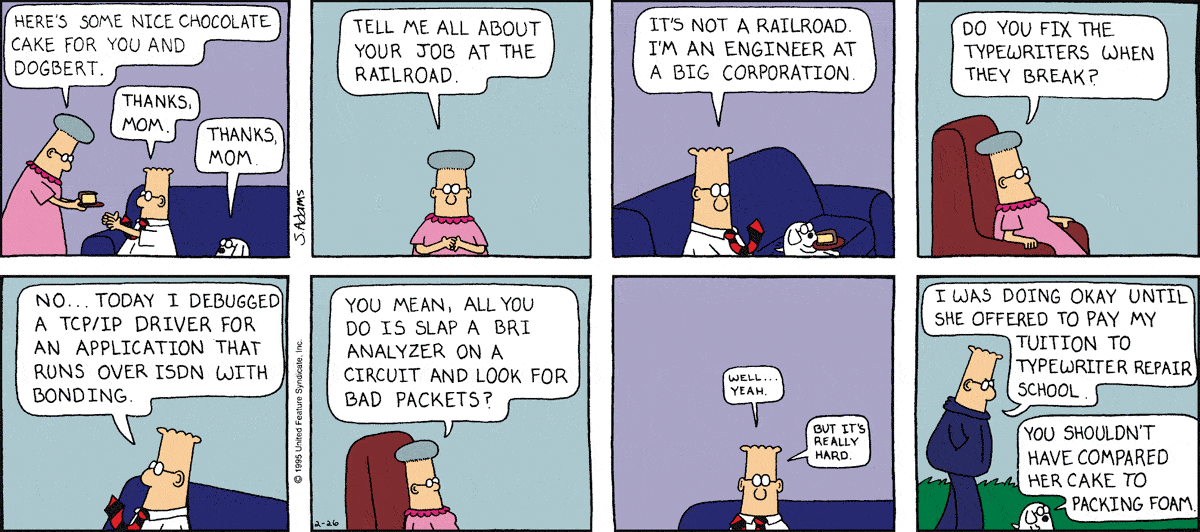 HERE'S SOME NICE CHOCOLATE
CAKE FOR YOU AND
DOGBERT.
THANKS,
MOM.
THANKS,
MOM.
S. Adams
TELL ME ALL ABOUT
YOUR JOB AT THE
RAILROAD.
IT'S NOT A RAILROAD.
I'M AN ENGINEER AT
A BIG CORPORATION.
DO YOU FIX THE
TYPEWRITERS WHEN
THEY BREAK?
NO... TODAY I DEBUGGED
A TCP/IP DRIVER FOR
AN APPLICATION THAT
RUNS OVER ISDN WITH
BONDING.
© 1995 United Feature Syndicate, Inc.
YOU MEAN, ALL YOU
DO IS SLAP A BRI
ANALYZER ON A
CIRCUIT AND LOOK FOR
BAD PACKETS?
2-26
WELL...
YEAH.
BUT IT'S
REALLY
HARD.
I WAS DOING OKAY UNTIL
SHE OFFERED TO PAY MY
TUITION TO
TYPEWRITER REPAIR
SCHOOL.
YOU SHOULDN'T
HAVE COMPARED
HER CAKE TO
PACKING FOAM